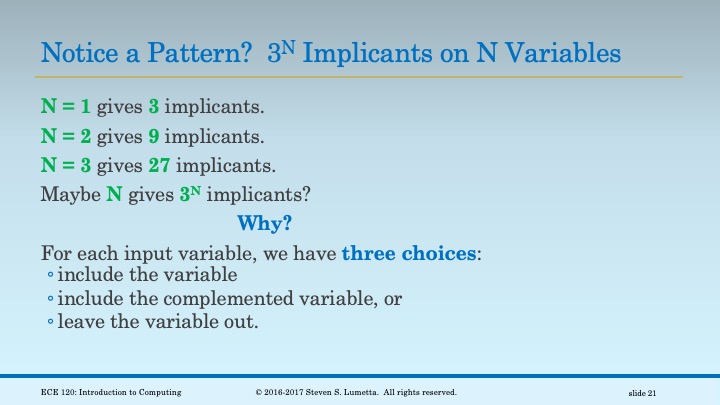 Notice a Pattern? 3ᴺ Implicants on N Variables
N = 1 gives 3 implicants.
N = 2 gives 9 implicants.
N = 3 gives 27 implicants.
Maybe N gives 3ᴺ implicants?
Why?
For each input variable, we have three choices:
◦ include the variable
◦ include the complemented variable, or
◦ leave the variable out.
ECE 120: Introduction to Computing © 2016-2017 Steven S. Lumetta. All rights reserved. slide 21